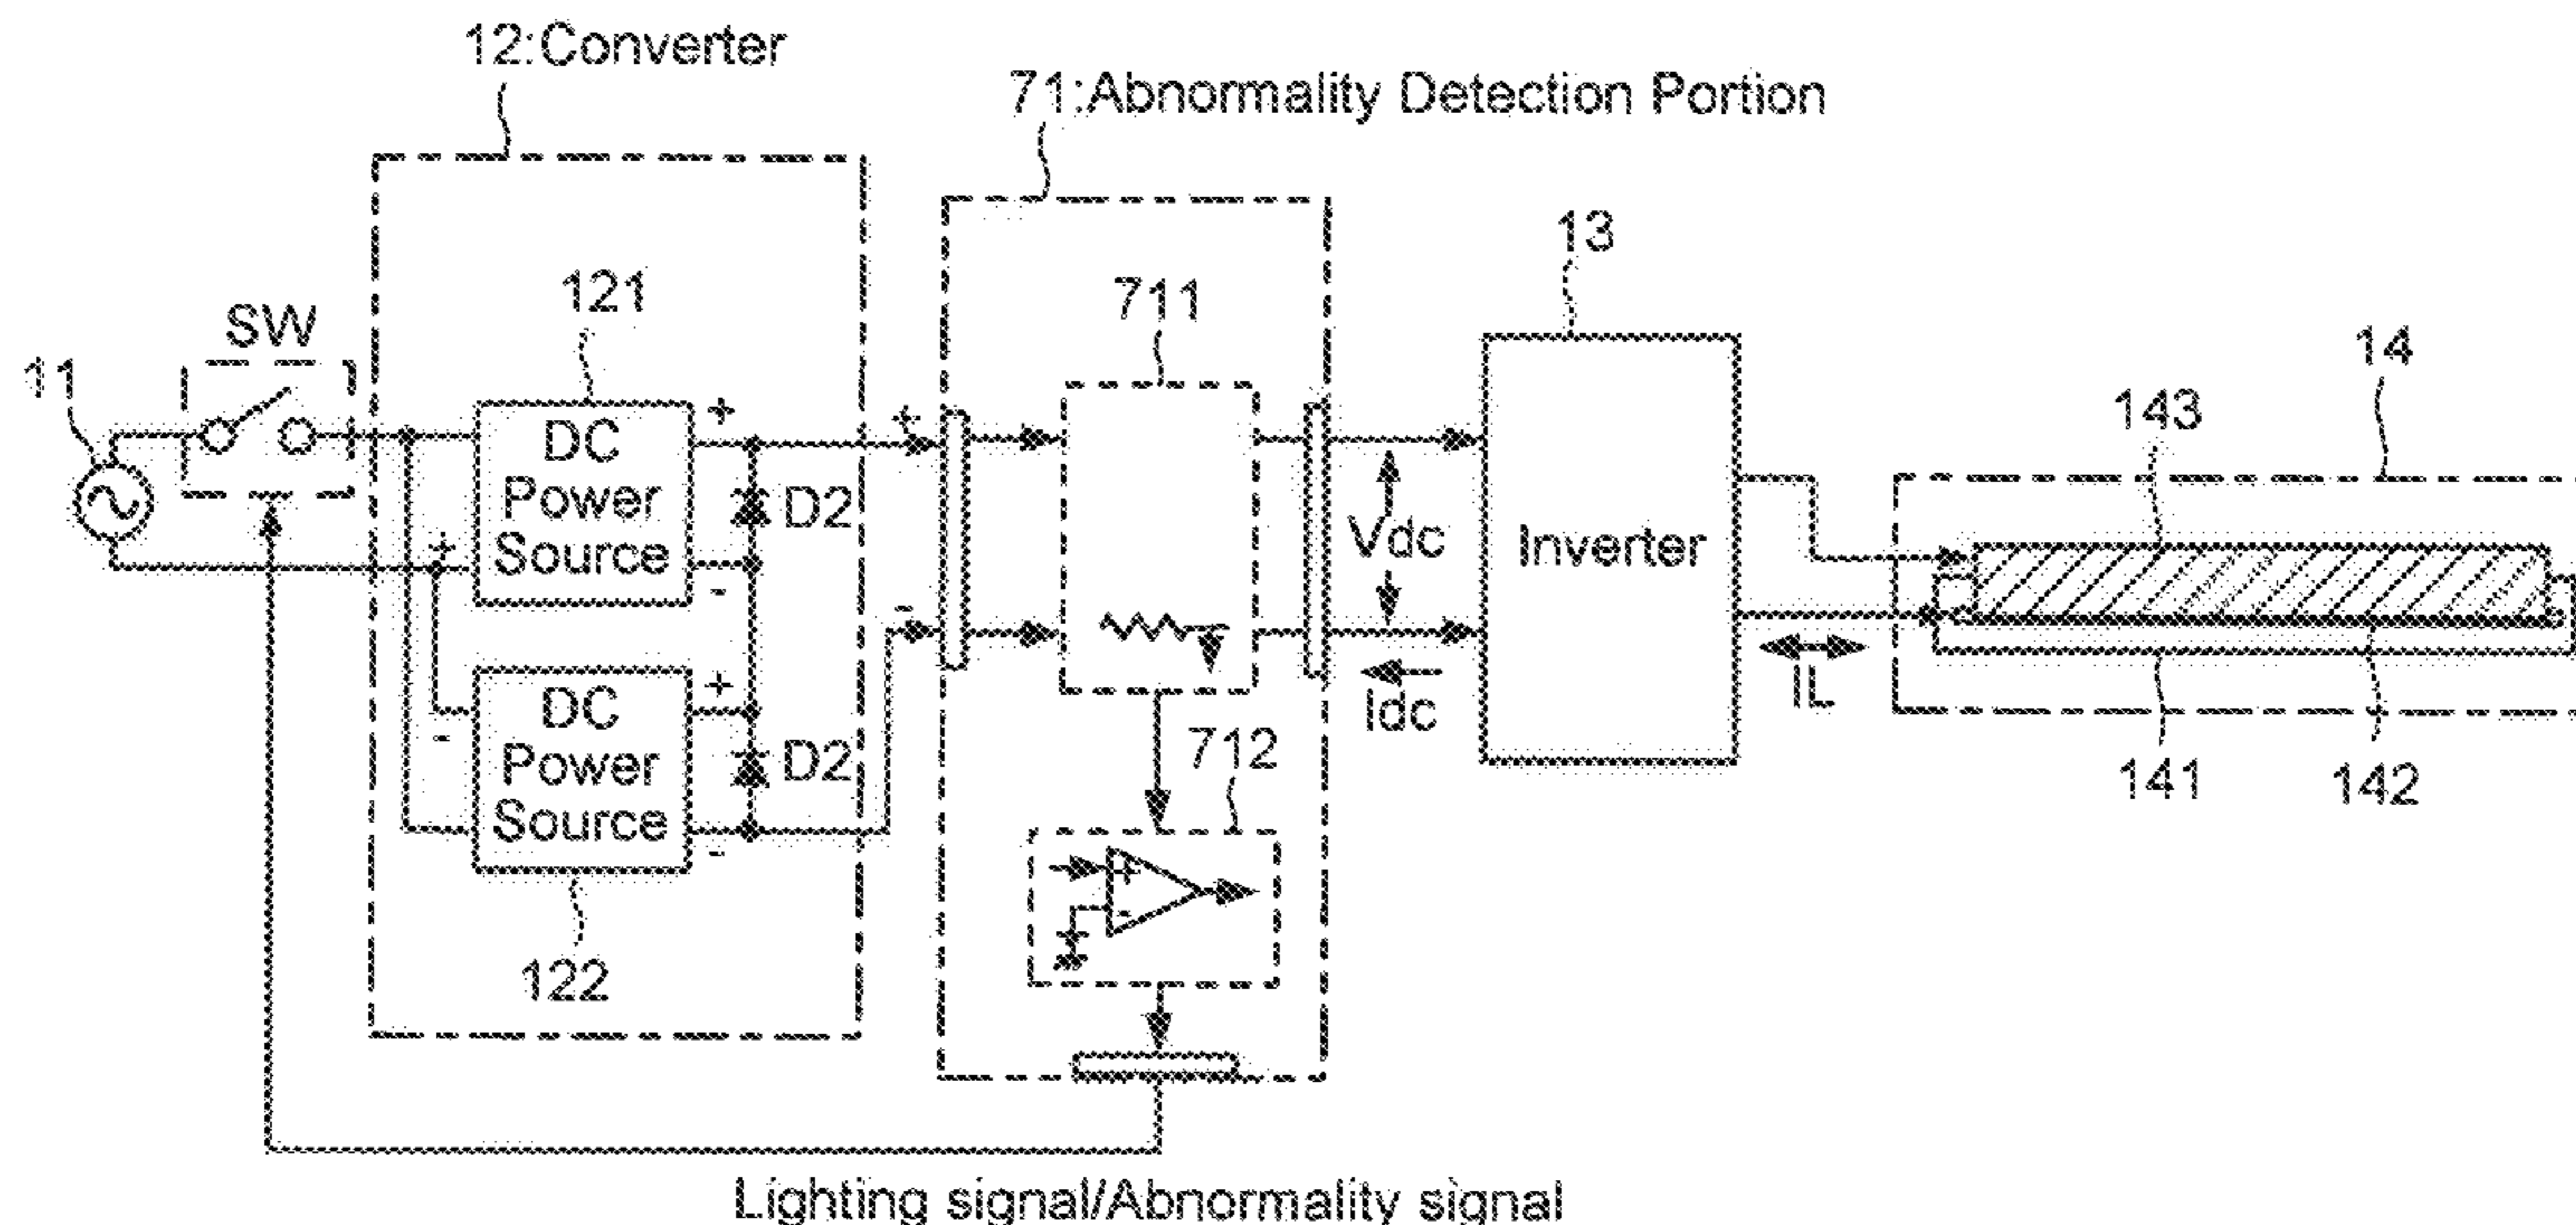 12:Converter
71:Abnormality Detection Portion
13
121
711
SW
14
11
143
+
+
DC
Power
Source
D2
Vdc
Inverter
+
-
-
141
142
IL
Idc
+
DC
Power
Source
-
D2
-
712
122
+
-
Lighting signal/Abnormality signal